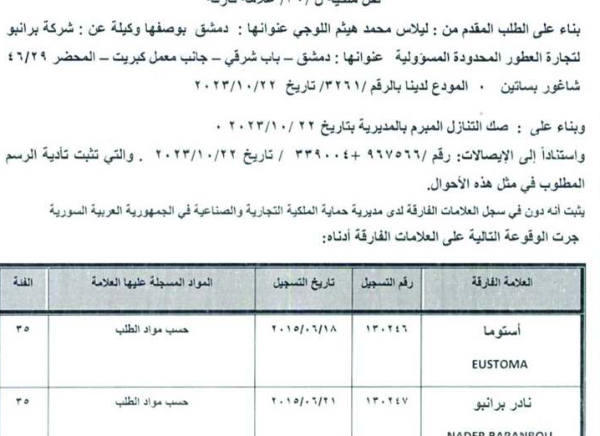 بناء على الطلب المقدم من : ليلاس محمد هيثم اللوجي عنوانها : دمشق بوصفها وكيلة عن : شركة برانبو
لتجارة العطور المحدودة المسؤولية عنوانها : دمشق – باب شرقي – جانب معمل كبريت – المحضر ٤٦/٢٩
شاغور بساتين ٠ المودع لدينا بالرقم /٣٢٦١/ تاريخ ٢٠٢٣/١٠/٢٢
وبناء على : صك التنازل المبرم بالمديرية بتاريخ ٢٢ /٢٠٢٣/١٠ ٠
واستناداً إلى الإيصالات: رقم /٩٦٧٥٦٦ +٣٣٩٠٠٤ / تاريخ ٢٠٢٣/١٠/٢٢ . والتي تثبت تأدية الرسم
المطلوب في مثل هذه الأحوال.
يثبت أنه دون في سجل العلامات الفارقة لدى مديرية حماية الملكية التجارية والصناعية في الجمهورية العربية السورية
جرت الوقوعة التالية على العلامات الفارقة أدناه:
العلامة الفارقة رقم التسجيل تاريخ التسجيل المواد المسجلة عليها العلامة الفئة
أستوما ١٣٠٢٤٦ ٢٠١٥/٠٦/١٨ حسب مواد الطلب ٣٥
EUSTOMA
نادر برانبو ١٣٠٢٤٧ ٢٠١٥/٠٦/٢١ حسب مواد الطلب ٣٥
NADER BARANBOU